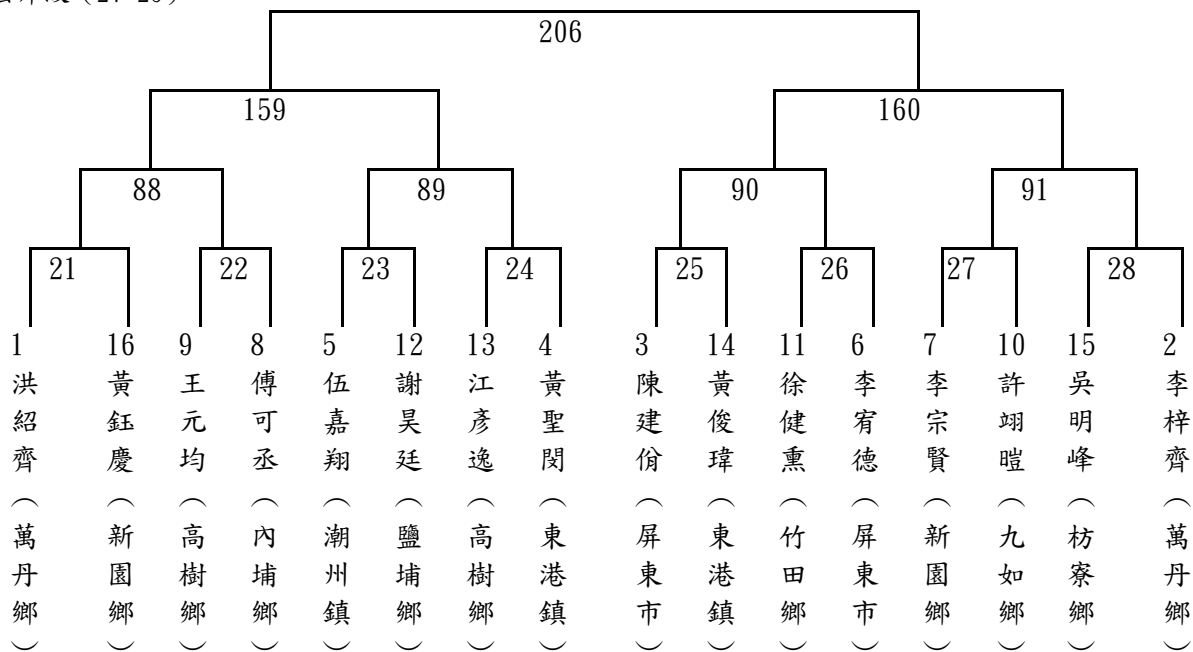 206
159 160
88 89 90 91
21 22 23 24 25 26 27 28
1 16 9 8 5 12 13 4 3 14 11 6 7 10 15 2
洪紹齊（萬丹鄉）
黃鈺慶（新園鄉）
王元均（高樹鄉）
傅可丞（內埔鄉）
伍嘉翔（潮州鎮）
謝昊廷（鹽埔鄉）
江彥逸（高樹鄉）
黃聖閔（東港鎮）
陳建佾（屏東市）
黃俊瑋（東港鎮）
徐健熏（竹田鄉）
李宥德（屏東市）
李宗賢（新園鄉）
許翊暟（九如鄉）
吳明峰（枋寮鄉）
李梓齊（萬丹鄉）